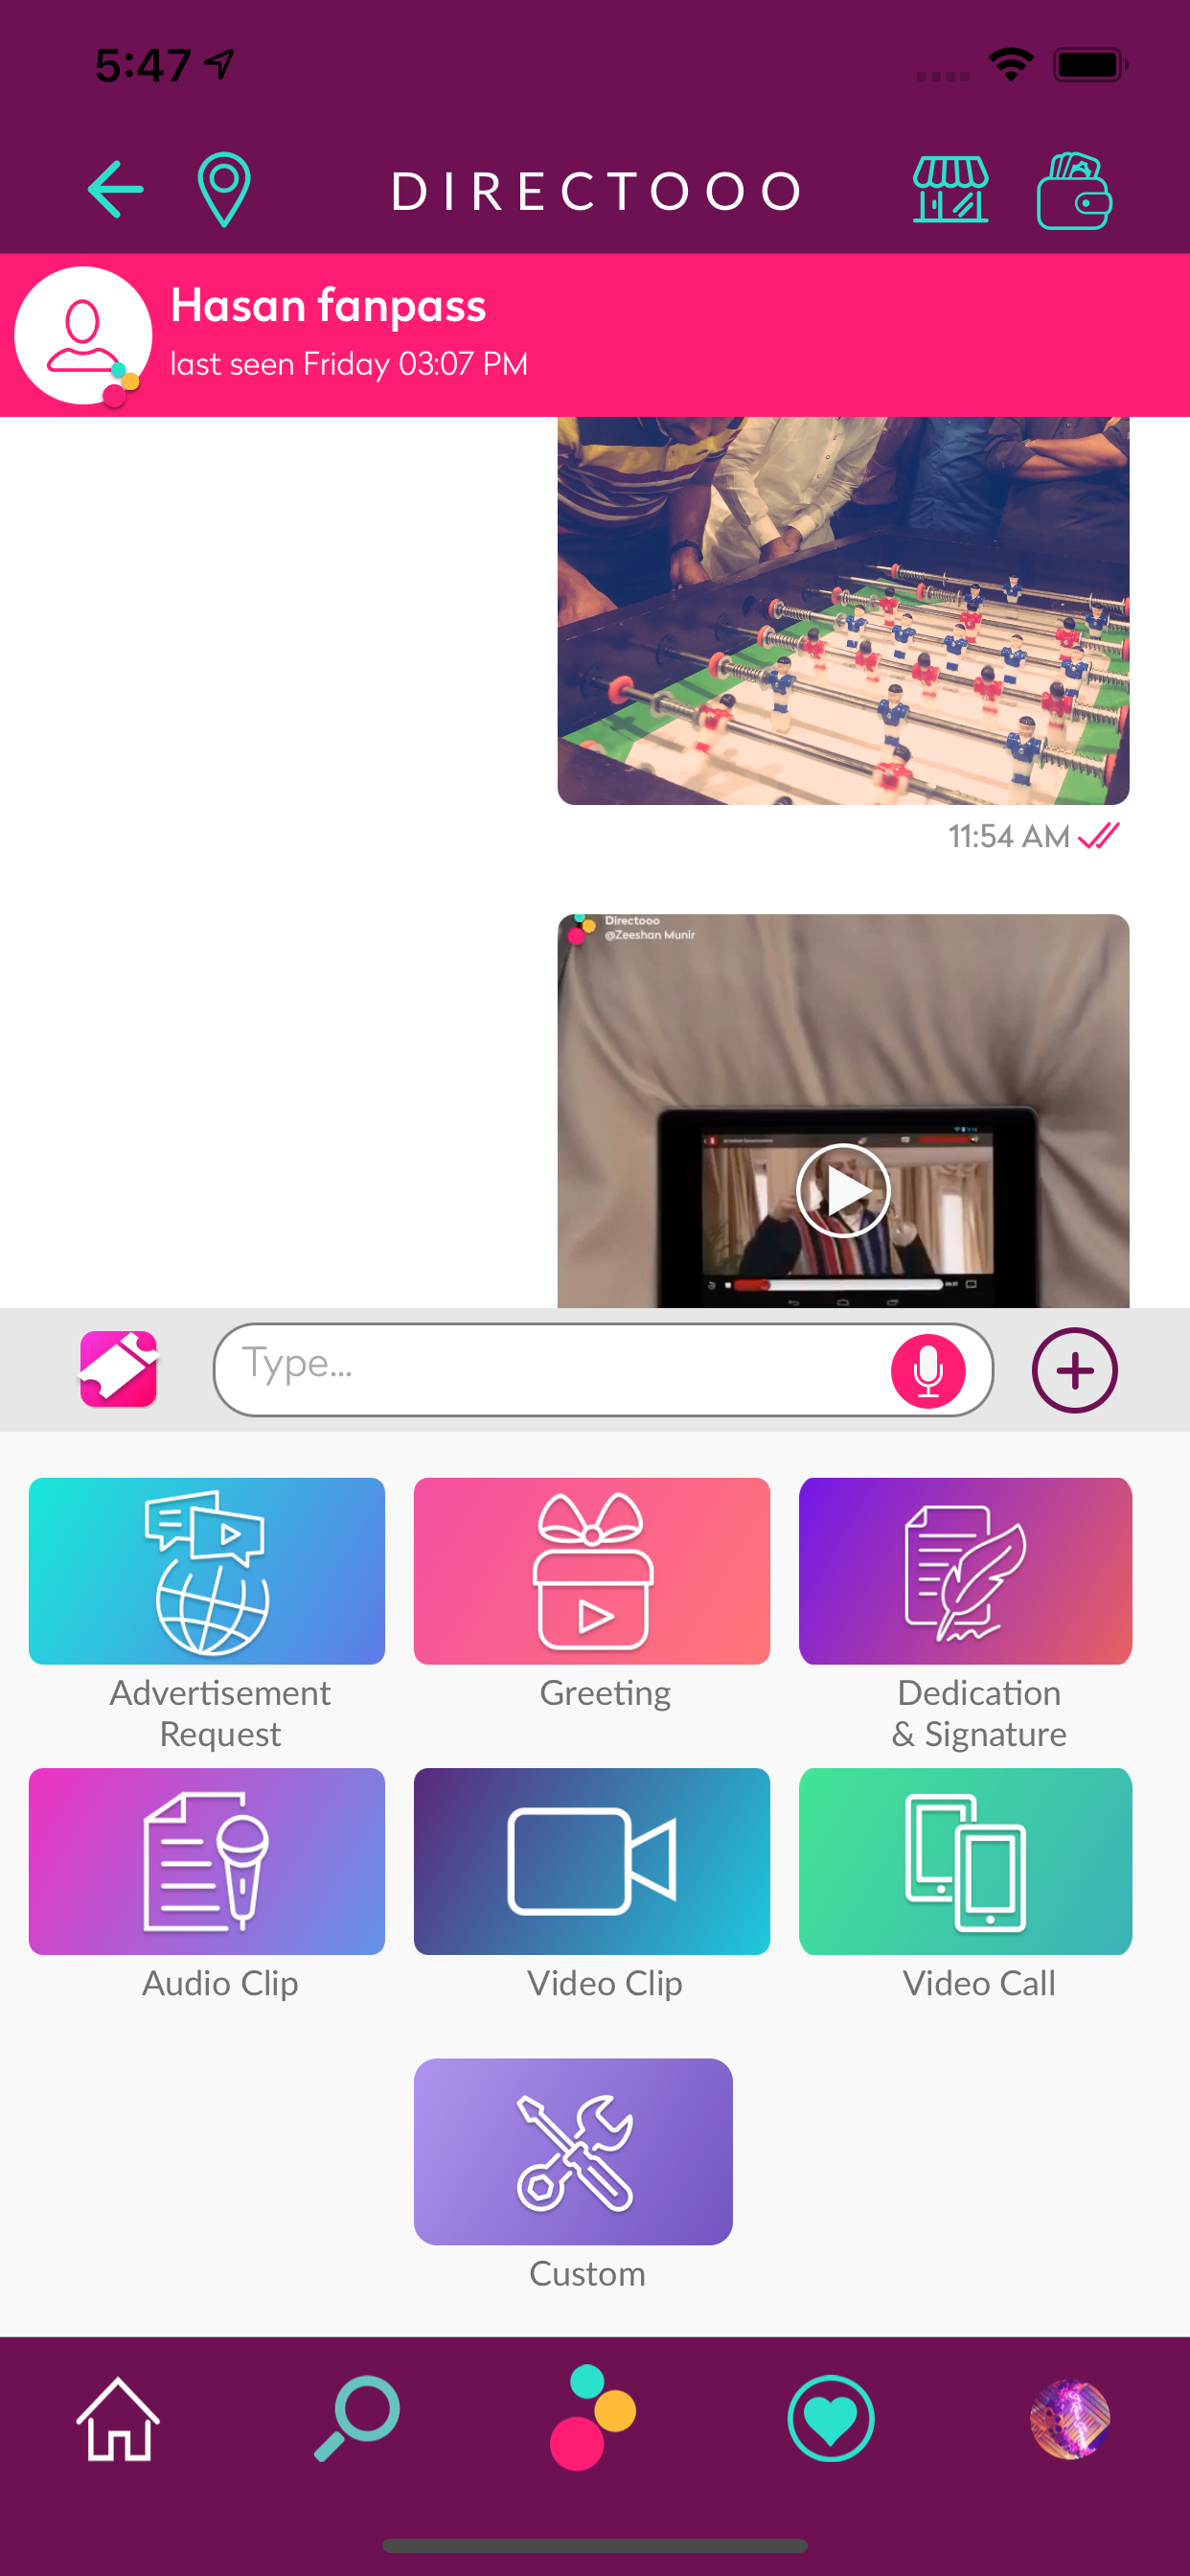 5:47
DIRECTOOO
Hasan fanpass
last seen Friday 03:07 PM
11:54 AM
Directooo
@Zeeshan Munir
Type...
Advertisement
Request
Greeting
Dedication
& Signature
Audio Clip
Video Clip
Video Call
Custom